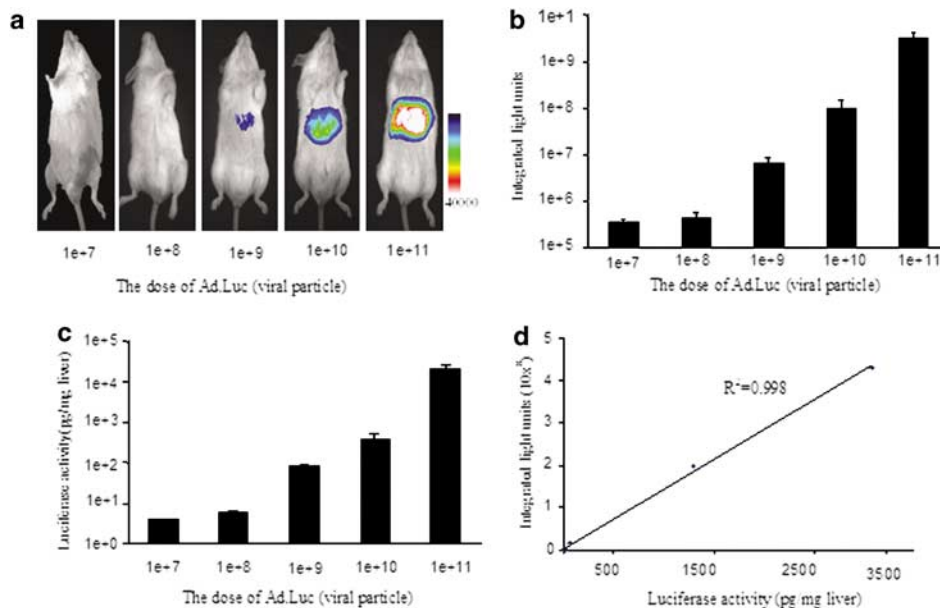 a
40000
1e+7 1e+8 1e+9 1e+10 1e+11
The dose of Ad.Luc (viral particle)
b
Integrated light units
1e+1
1e+9
1e+8
1e+7
1e+6
1e+5
1e+7 1e+8 1e+9 1e+10 1e+11
The dose of Ad.Luc (viral particle)
c
Luciferase activity (pg/mg liver)
1e+5
1e+4
1e+3
1e+2
1e+1
1e+0
1e+7 1e+8 1e+9 1e+10 1e+11
The dose of Ad.Luc (viral particle)
d
Integrated light units (10x⁸)
5
4
3
2
1
0
R²=0.998
500 1500 2500 3500
Luciferase activity (pg mg liver)